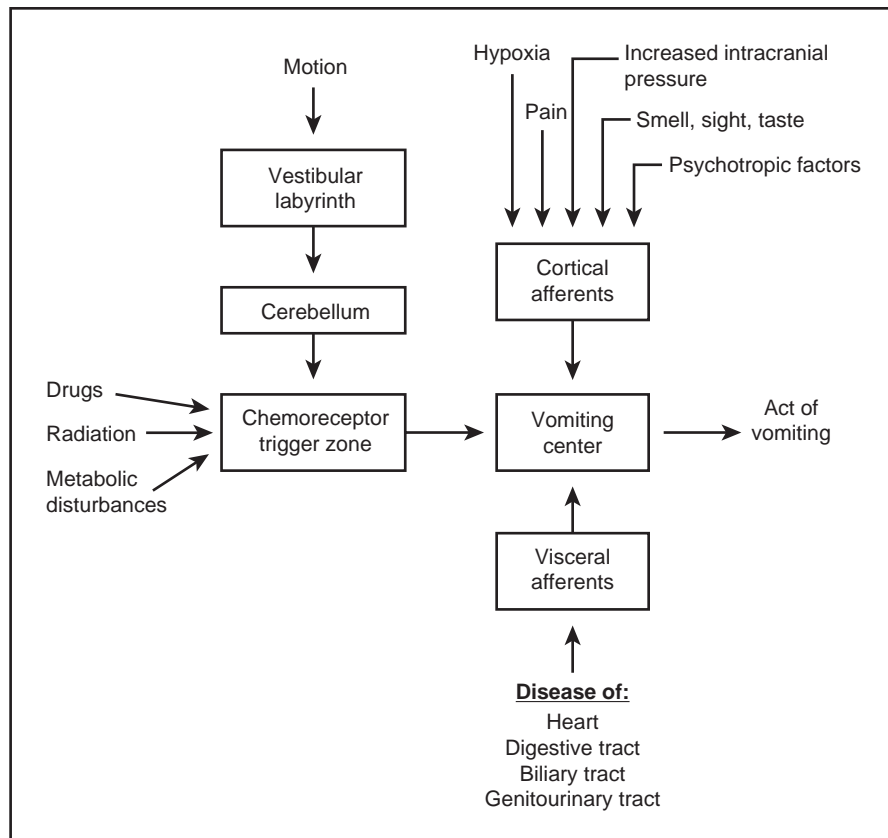 Motion
Vestibular
labyrinth
Cerebellum
Drugs
Radiation
Metabolic
disturbances
Chemoreceptor
trigger zone
Hypoxia
Pain
Increased intracranial
pressure
Smell, sight, taste
Psychotropic factors
Cortical
afferents
Vomiting
center
Act of
vomiting
Visceral
afferents
Disease of:
Heart
Digestive tract
Biliary tract
Genitourinary tract